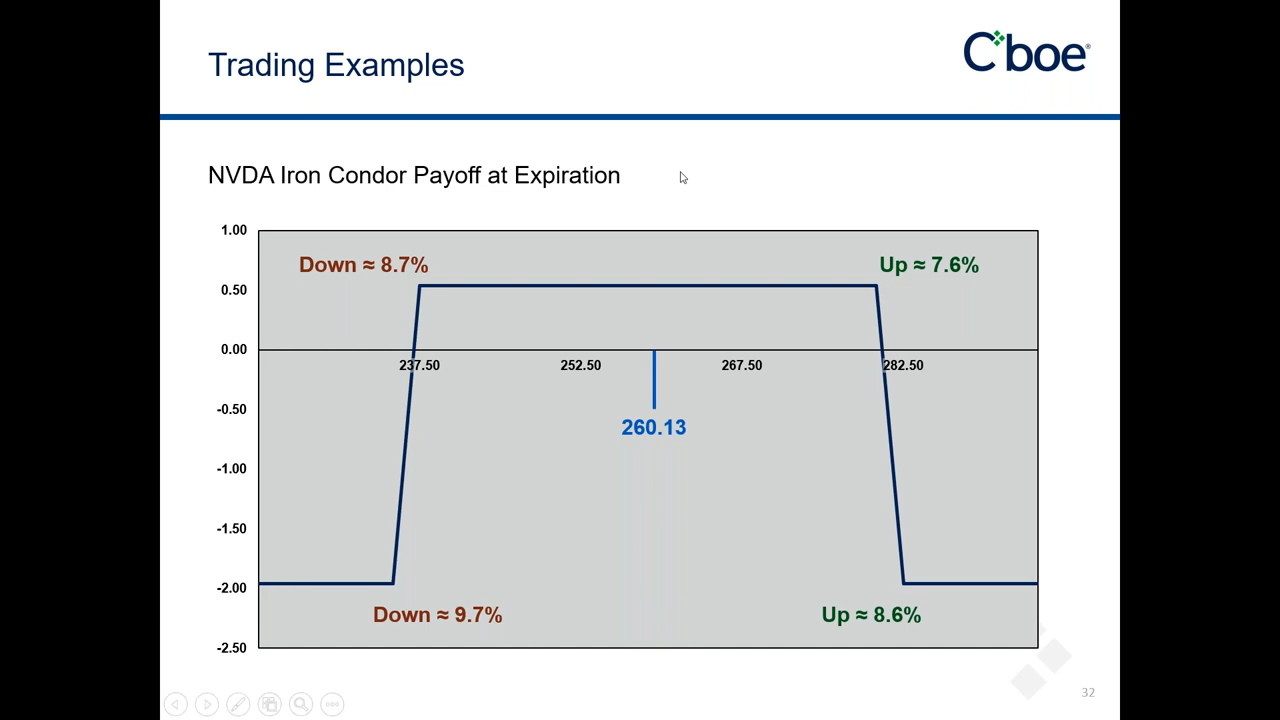 Trading Examples
Cboe®
NVDA Iron Condor Payoff at Expiration
1.00
Down ≈ 8.7%
Up ≈ 7.6%
0.50
0.00
237.50
252.50
267.50
282.50
-0.50
260.13
-1.00
-1.50
-2.00
Down ≈ 9.7%
Up ≈ 8.6%
-2.50
32